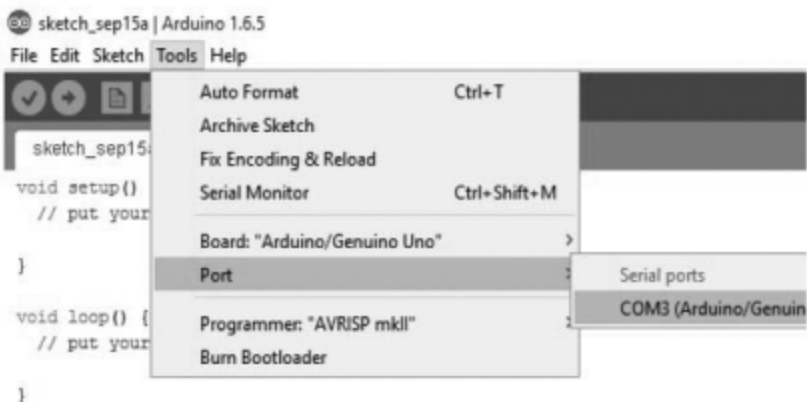 sketch_sep15a | Arduino 1.6.5
File Edit Sketch Tools Help
Auto Format Ctrl+T
sketch_sep15a
Archive Sketch
Fix Encoding & Reload
void setup()
Serial Monitor Ctrl+Shift+M
// put your
Board: "Arduino/Genuino Uno" >
}
Port >
Serial ports
COM3 (Arduino/Genuin
void loop() {
Programmer: "AVRISP mkII" >
// put your
Burn Bootloader
}